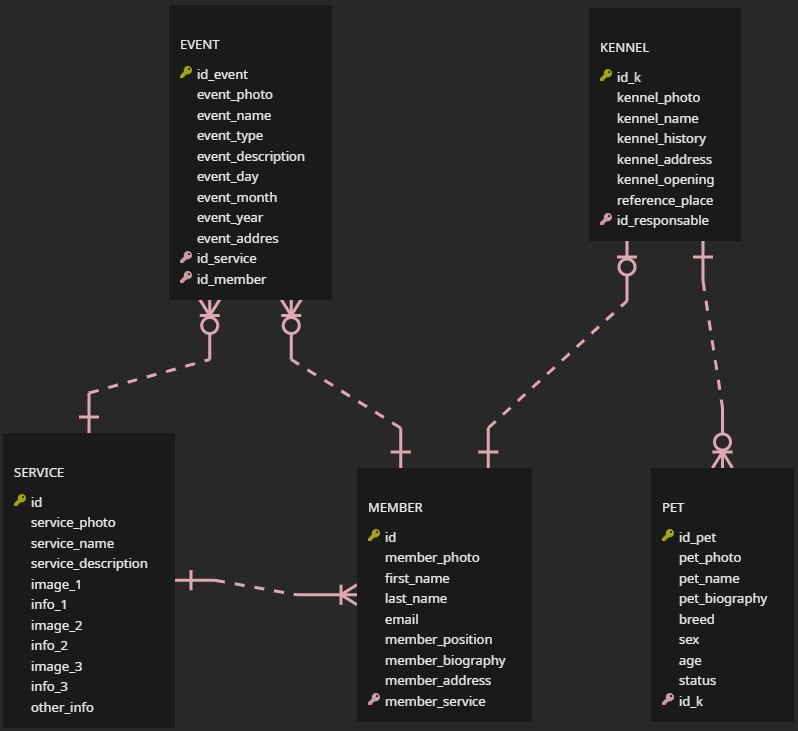 EVENT
id_event
event_photo
event_name
event_type
event_description
event_day
event_month
event_year
event_addres
id_service
id_member
KENNEL
id_k
kennel_photo
kennel_name
kennel_history
kennel_address
kennel_opening
reference_place
id_responsable
SERVICE
id
service_photo
service_name
service_description
image_1
info_1
image_2
info_2
image_3
info_3
other_info
MEMBER
id
member_photo
first_name
last_name
email
member_position
member_biography
member_address
member_service
PET
id_pet
pet_photo
pet_name
pet_biography
breed
sex
age
status
id_k